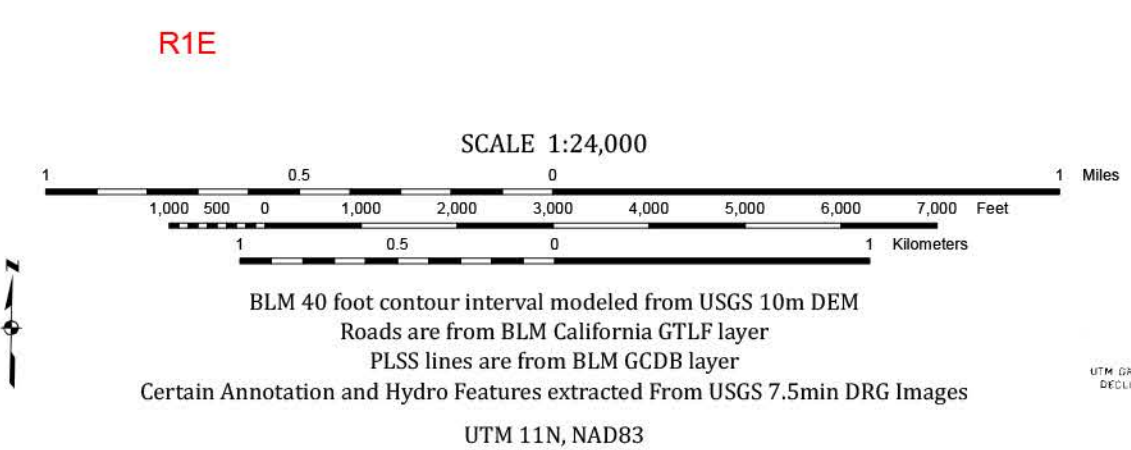 R1E
SCALE 1:24,000
1 0.5 0 1 Miles
1,000 500 0 1,000 2,000 3,000 4,000 5,000 6,000 7,000 Feet
1 0.5 0 1 Kilometers
N
BLM 40 foot contour interval modeled from USGS 10m DEM
Roads are from BLM California GTLF layer
PLSS lines are from BLM GCDB layer
Certain Annotation and Hydro Features extracted From USGS 7.5min DRG Images
UTM 11N, NAD83
UTM